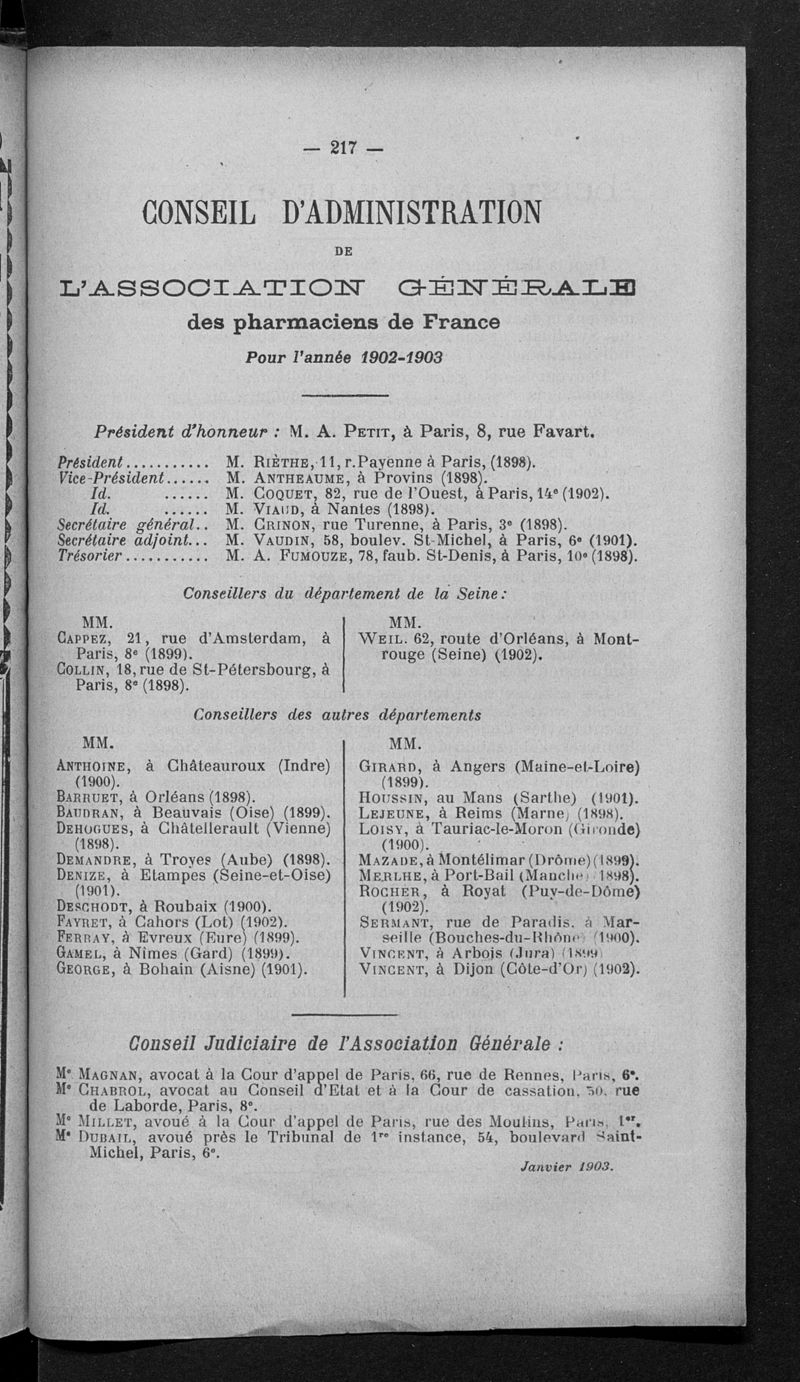 — 217 —
CONSEIL D'ADMINISTRATION
DE
L'ASSOCIATION GÉNÉRALE
des pharmaciens de France
Pour l'année 1902-1903
Président d'honneur : M. A. PETIT, à Paris, 8, rue Favart.
Président........... M. RIÈTHE, 11, r. Payenne à Paris, (1898).
Vice-Président...... M. ANTHEAUME, à Provins (1898).
Id. ...... M. COQUET, 82, rue de l'Ouest, à Paris, 14e (1902).
Id. ...... M. VIAUD, à Nantes (1898).
Secrétaire général.. M. CRINON, rue Turenne, à Paris, 3e (1898).
Secrétaire adjoint... M. VAUDIN, 58, boulev. St-Michel, à Paris, 6e (1901).
Trésorier........... M. A. FUMOUZE, 78, faub. St-Denis, à Paris, 10e (1898).
Conseillers du département de la Seine :
MM.
CAPPEZ, 21, rue d'Amsterdam, à
Paris, 8e (1899).
COLLIN, 18, rue de St-Pétersbourg, à
Paris, 8e (1898).
MM.
WEIL. 62, route d'Orléans, à Mont-
rouge (Seine) (1902).
Conseillers des autres départements
MM.
ANTHOINE, à Châteauroux (Indre)
(1900).
BARRUET, à Orléans (1898).
BAUDRAN, à Beauvais (Oise) (1899).
DEHOGUES, à Châtellerault (Vienne)
(1898).
DEMANDRE, à Troyes (Aube) (1898).
DENIZE, à Etampes (Seine-et-Oise)
(1901).
DESCHODT, à Roubaix (1900).
FAYRET, à Cahors (Lot) (1902).
FERRAY, à Evreux (Eure) (1899).
GAMEL, à Nîmes (Gard) (1899).
GEORGE, à Bohain (Aisne) (1901).
MM.
GIRARD, à Angers (Maine-et-Loire)
(1899).
HOUSSIN, au Mans (Sarthe) (1901).
LEJEUNE, à Reims (Marne) (1898).
LOISY, à Tauriac-le-Moron (Gironde)
(1900).
MAZADE, à Montélimar (Drôme) (1899).
MERLHE, à Port-Bail (Manche) 1898).
ROCHER, à Royat (Puy-de-Dôme)
(1902).
SERMANT, rue de Paradis. à Mar-
seille (Bouches-du-Rhône) (1900).
VINCENT, à Arbois (Jura) (1899)
VINCENT, à Dijon (Côte-d'Or) (1902).
Conseil Judiciaire de l'Association Générale :
Me MAGNAN, avocat à la Cour d'appel de Paris, 66, rue de Rennes, Paris, 6e.
Me CHABROL, avocat au Conseil d'Etat et à la Cour de cassation, 50, rue
de Laborde, Paris, 8e.
Me MILLET, avoué à la Cour d'appel de Paris, rue des Moulins, Paris, 1er.
Me DUBAIL, avoué près le Tribunal de 1re instance, 54, boulevard Saint-
Michel, Paris, 6e.
Janvier 1903.